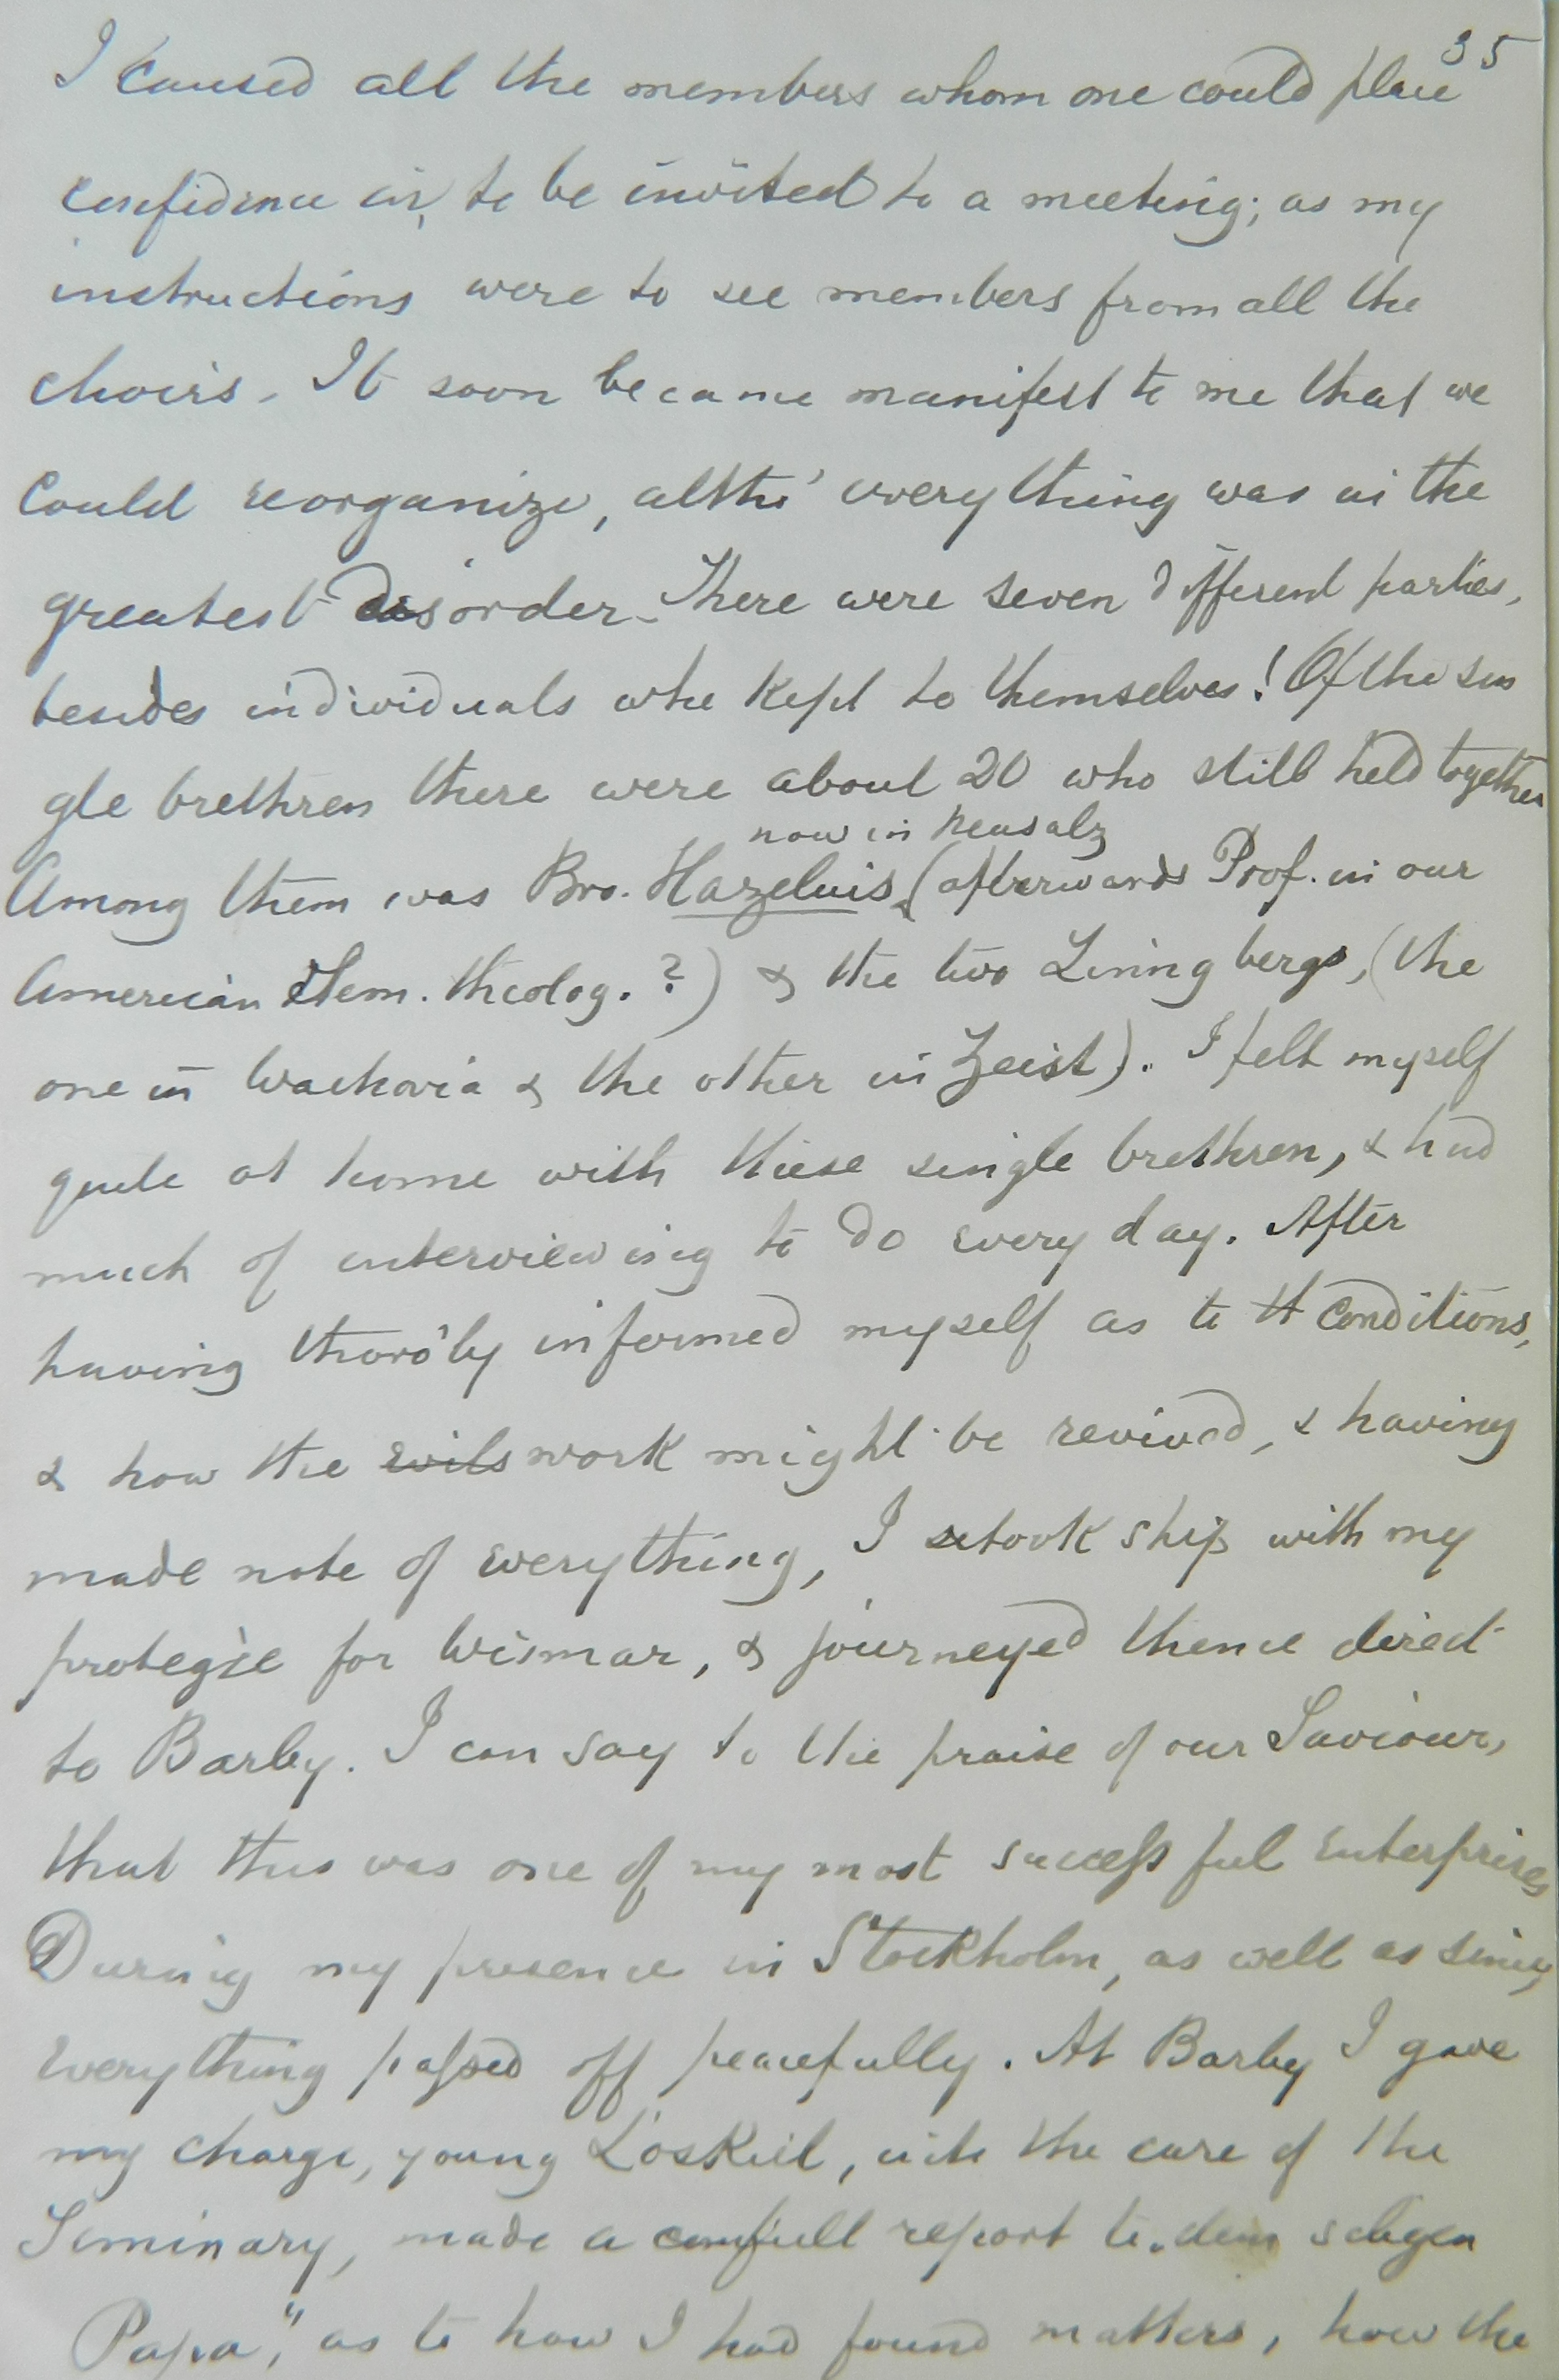 35
I caused all the members whom one could place
confidence in, to be invited to a meeting; as my
instructions were to see members from all the
choirs. It soon became manifest to me that we
could reorganize, altho' everything was in the
greatest disorder. There were seven different parties,
besides individuals who kept to themselves! Of the sin
gle brethren there were about 20 who still held together
now in Neusalz
Among them was Bro. Hazelius (afterwards Prof. in our
American Sem. theolog.?) & the two Liningbergs, (the
one in Wachovia & the other in Zeist). I felt myself
quite at home with these single brethren, & had
much of interviewing to do every day. After
having thoro'ly informed myself as to conditions,
& how the evils work might be revived, & having
made note of everything, I took ship with my
protegée for Wismar, & journeyed thence direct
to Barby. I can say to the praise of our Saviour,
that this was one of my most successful enterprises
During my presence in Stockholm, as well as since,
everything passed off peacefully. At Barby I gave
my charge, young Loskiel, into the care of the
Seminary, made a full report to "dem seligen
Papa," as to how I had found matters, how the